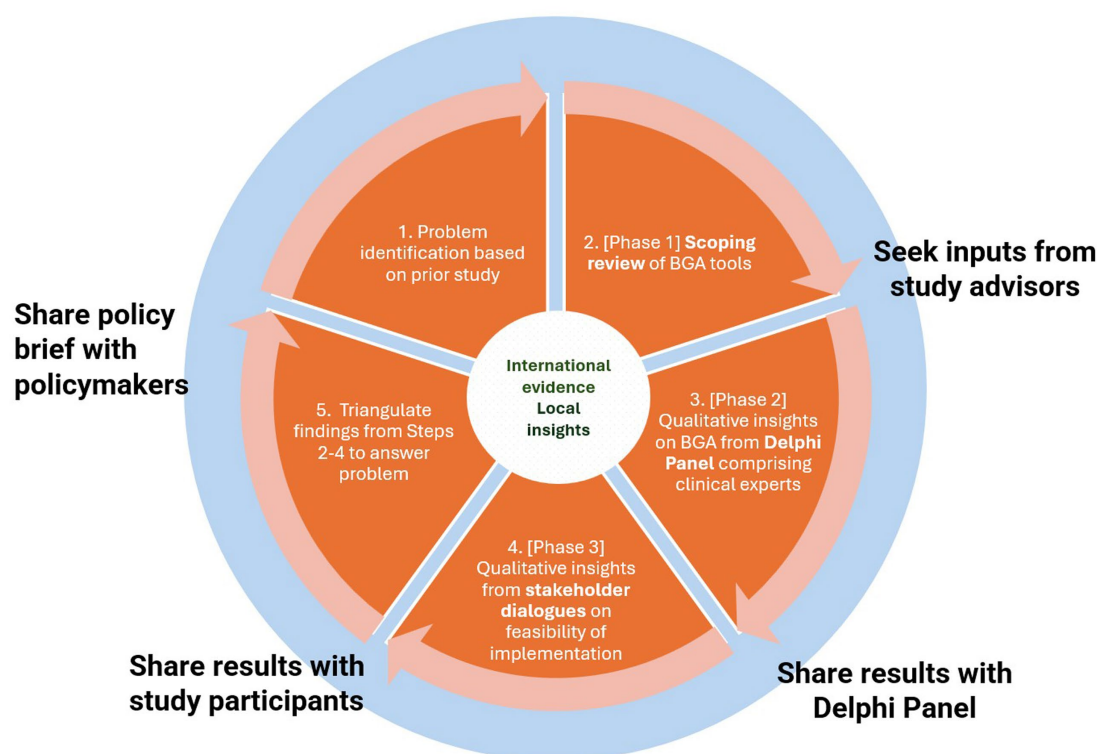 1. Problem
identification based
on prior study
2. [Phase 1] Scoping
review of BGA tools
Seek inputs from
study advisors
3. [Phase 2]
Qualitative insights
on BGA from Delphi
Panel comprising
clinical experts
Share results with
Delphi Panel
4. [Phase 3]
Qualitative insights
from stakeholder
dialogues on
feasibility of
implementation
Share results with
study participants
5. Triangulate
findings from Steps
2-4 to answer
problem
Share policy
brief with
policymakers
International
evidence
Local
insights